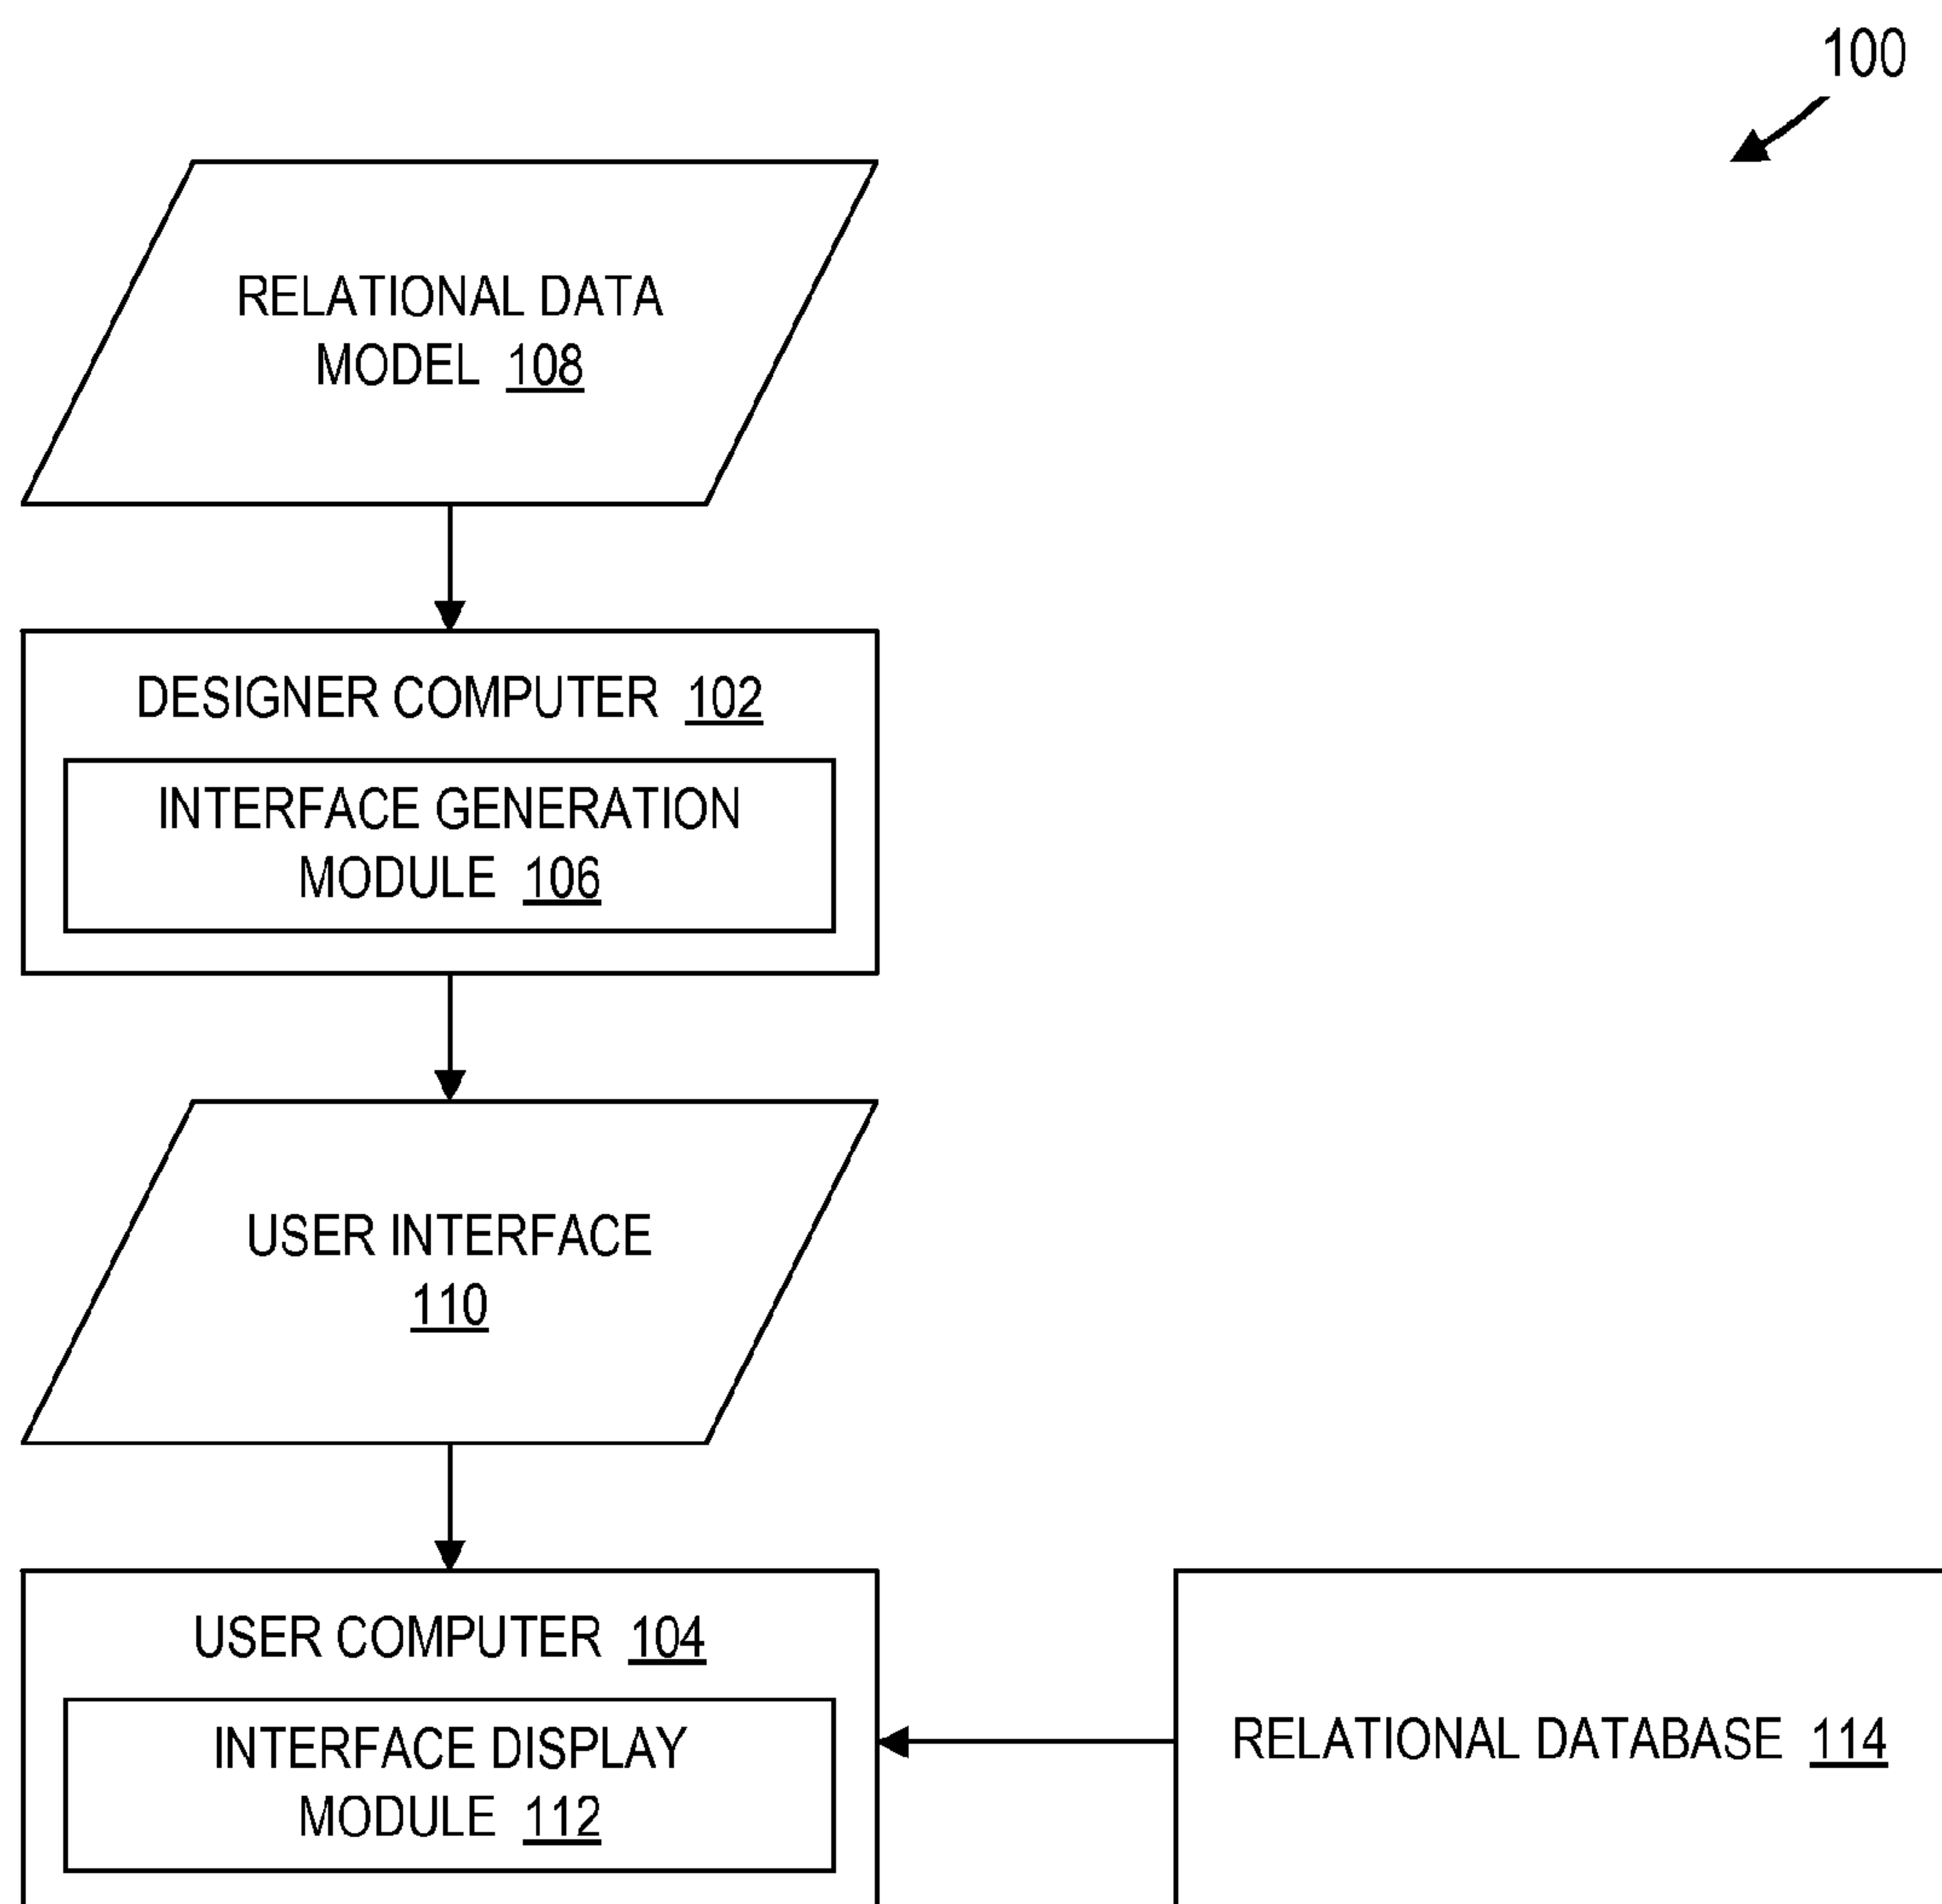 100
RELATIONAL DATA
MODEL 108
DESIGNER COMPUTER 102
INTERFACE GENERATION
MODULE 106
USER INTERFACE
110
USER COMPUTER 104
INTERFACE DISPLAY
MODULE 112
RELATIONAL DATABASE 114